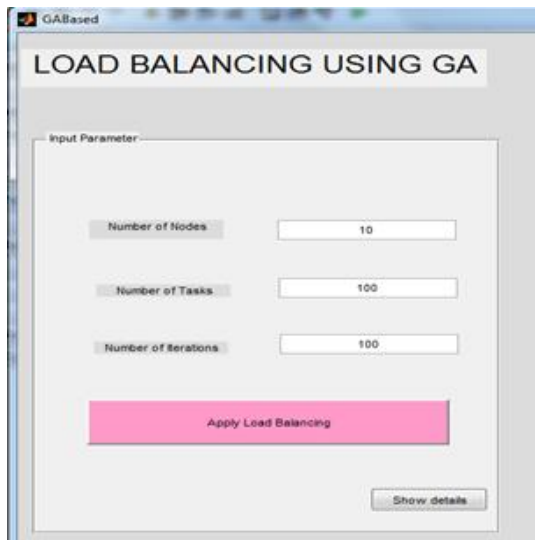 GABased
LOAD BALANCING USING GA
Input Parameter
Number of Nodes
10
Number of Tasks
100
Number of Iterations
100
Apply Load Balancing
Show details